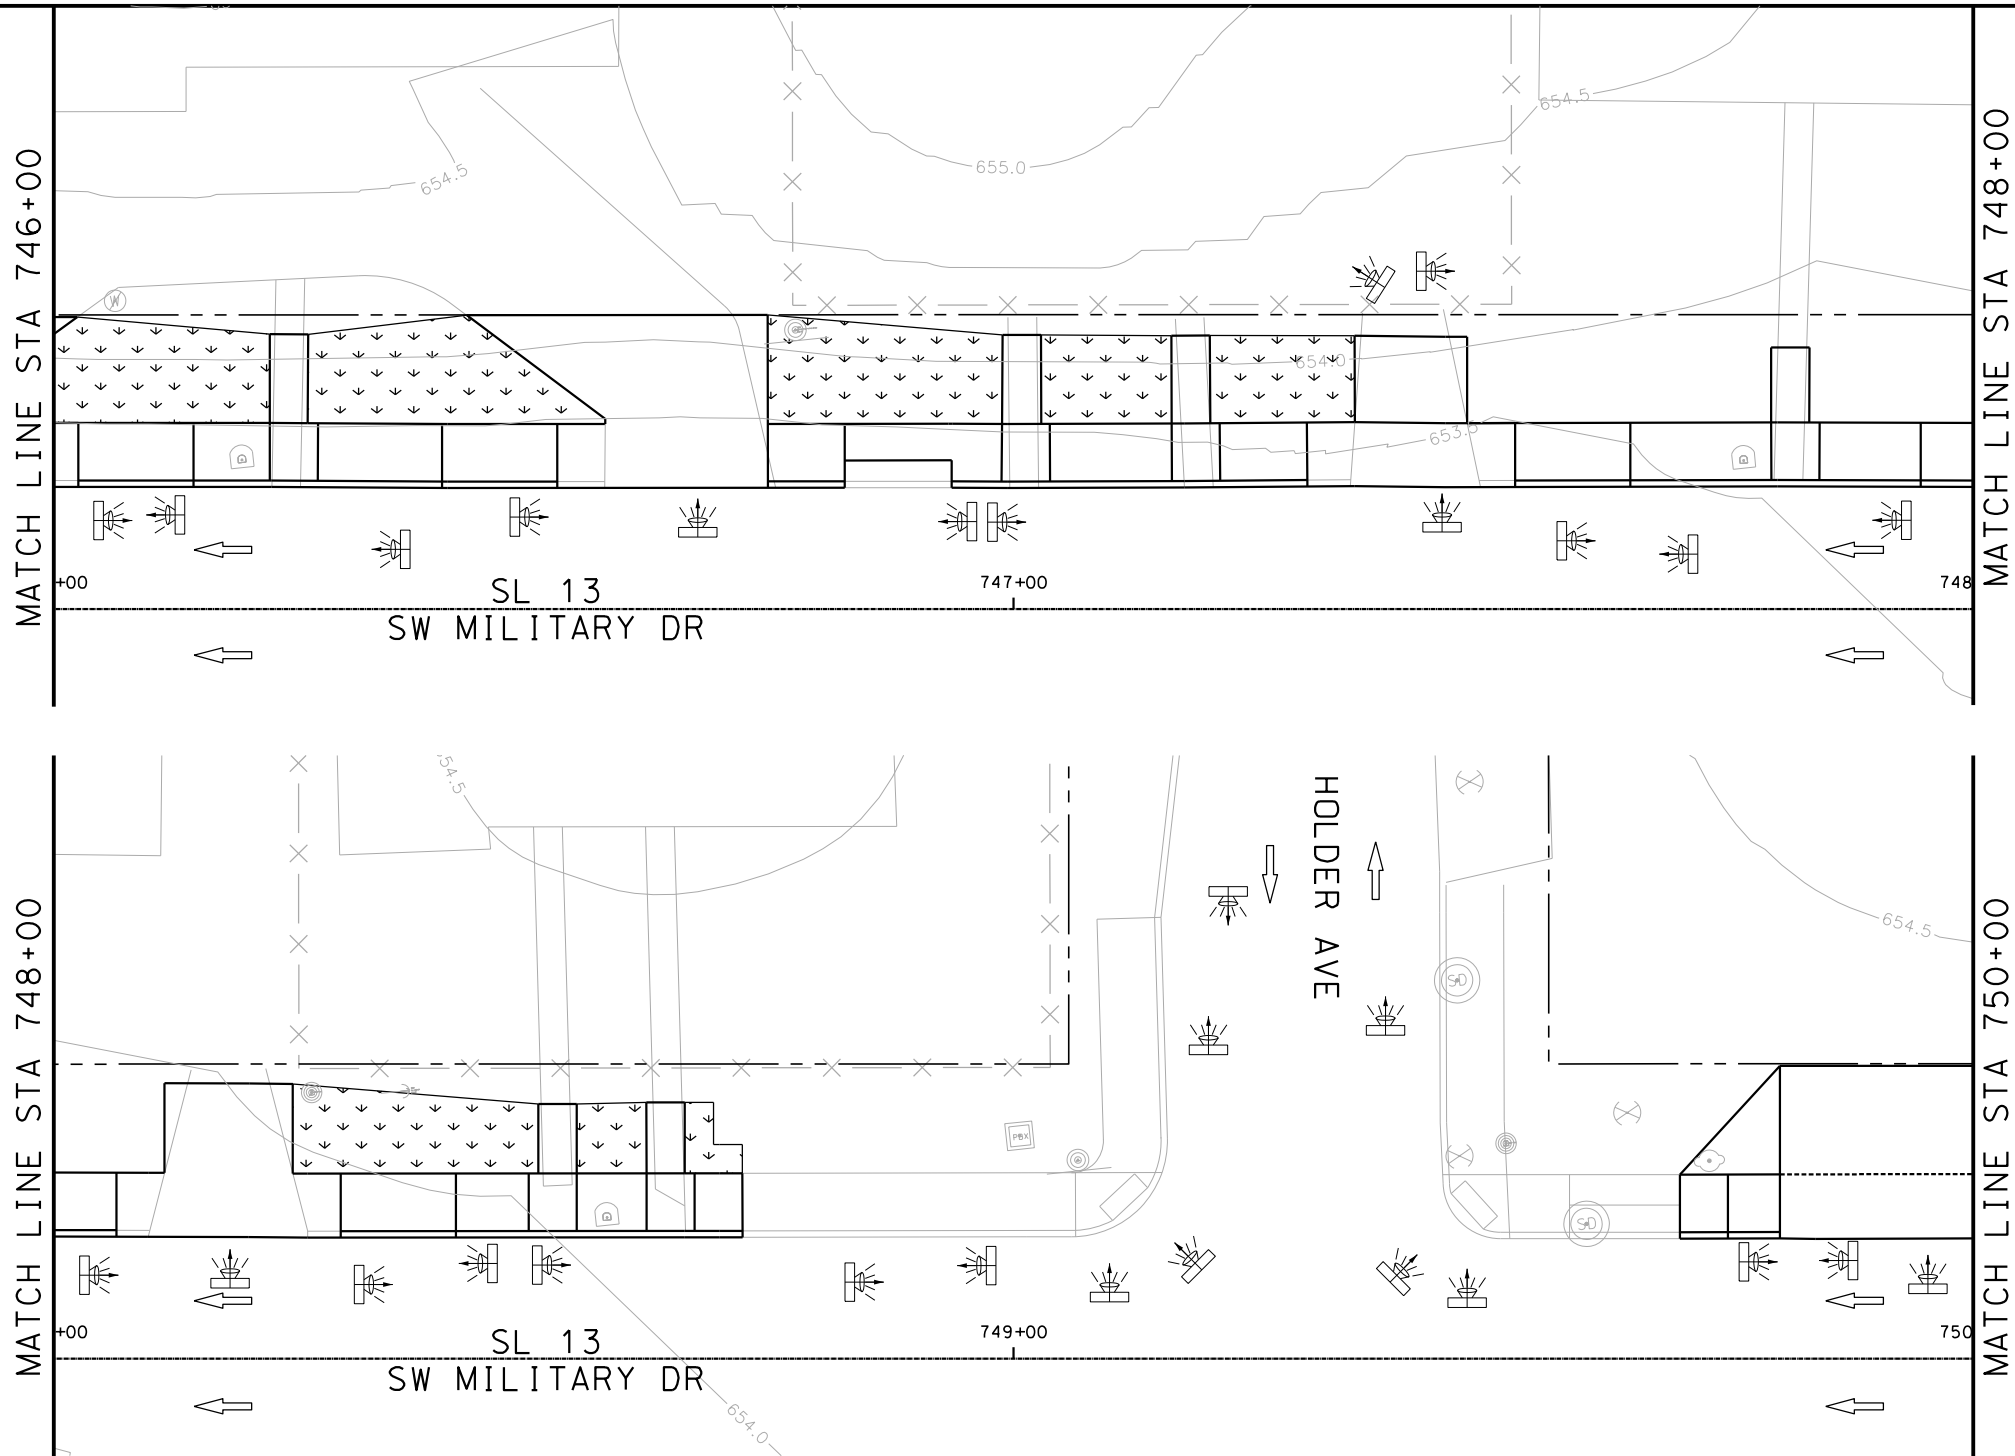 MATCH LINE STA 746+00
654.5
655.0
654.5
MATCH LINE STA 748+00
W
654.0
653.5
D
D
+00
SL 13
747+00
748
SW MILITARY DR
MATCH LINE STA 748+00
54.5
HOLDER AVE
654.5
MATCH LINE STA 750+00
SD
PBX
D
SD
+00
SL 13
749+00
750
SW MILITARY DR
654.0